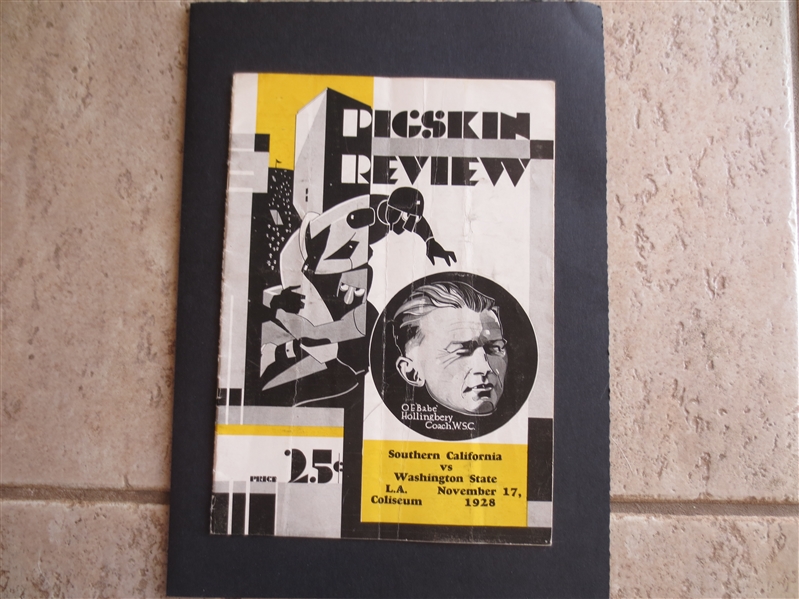 PIGSKIN
REVIEW
O.E.'Babe'
Hollingbery
Coach, W.S.C.
PRICE 25¢
Southern California
vs
Washington State
L.A. November 17,
Coliseum 1928